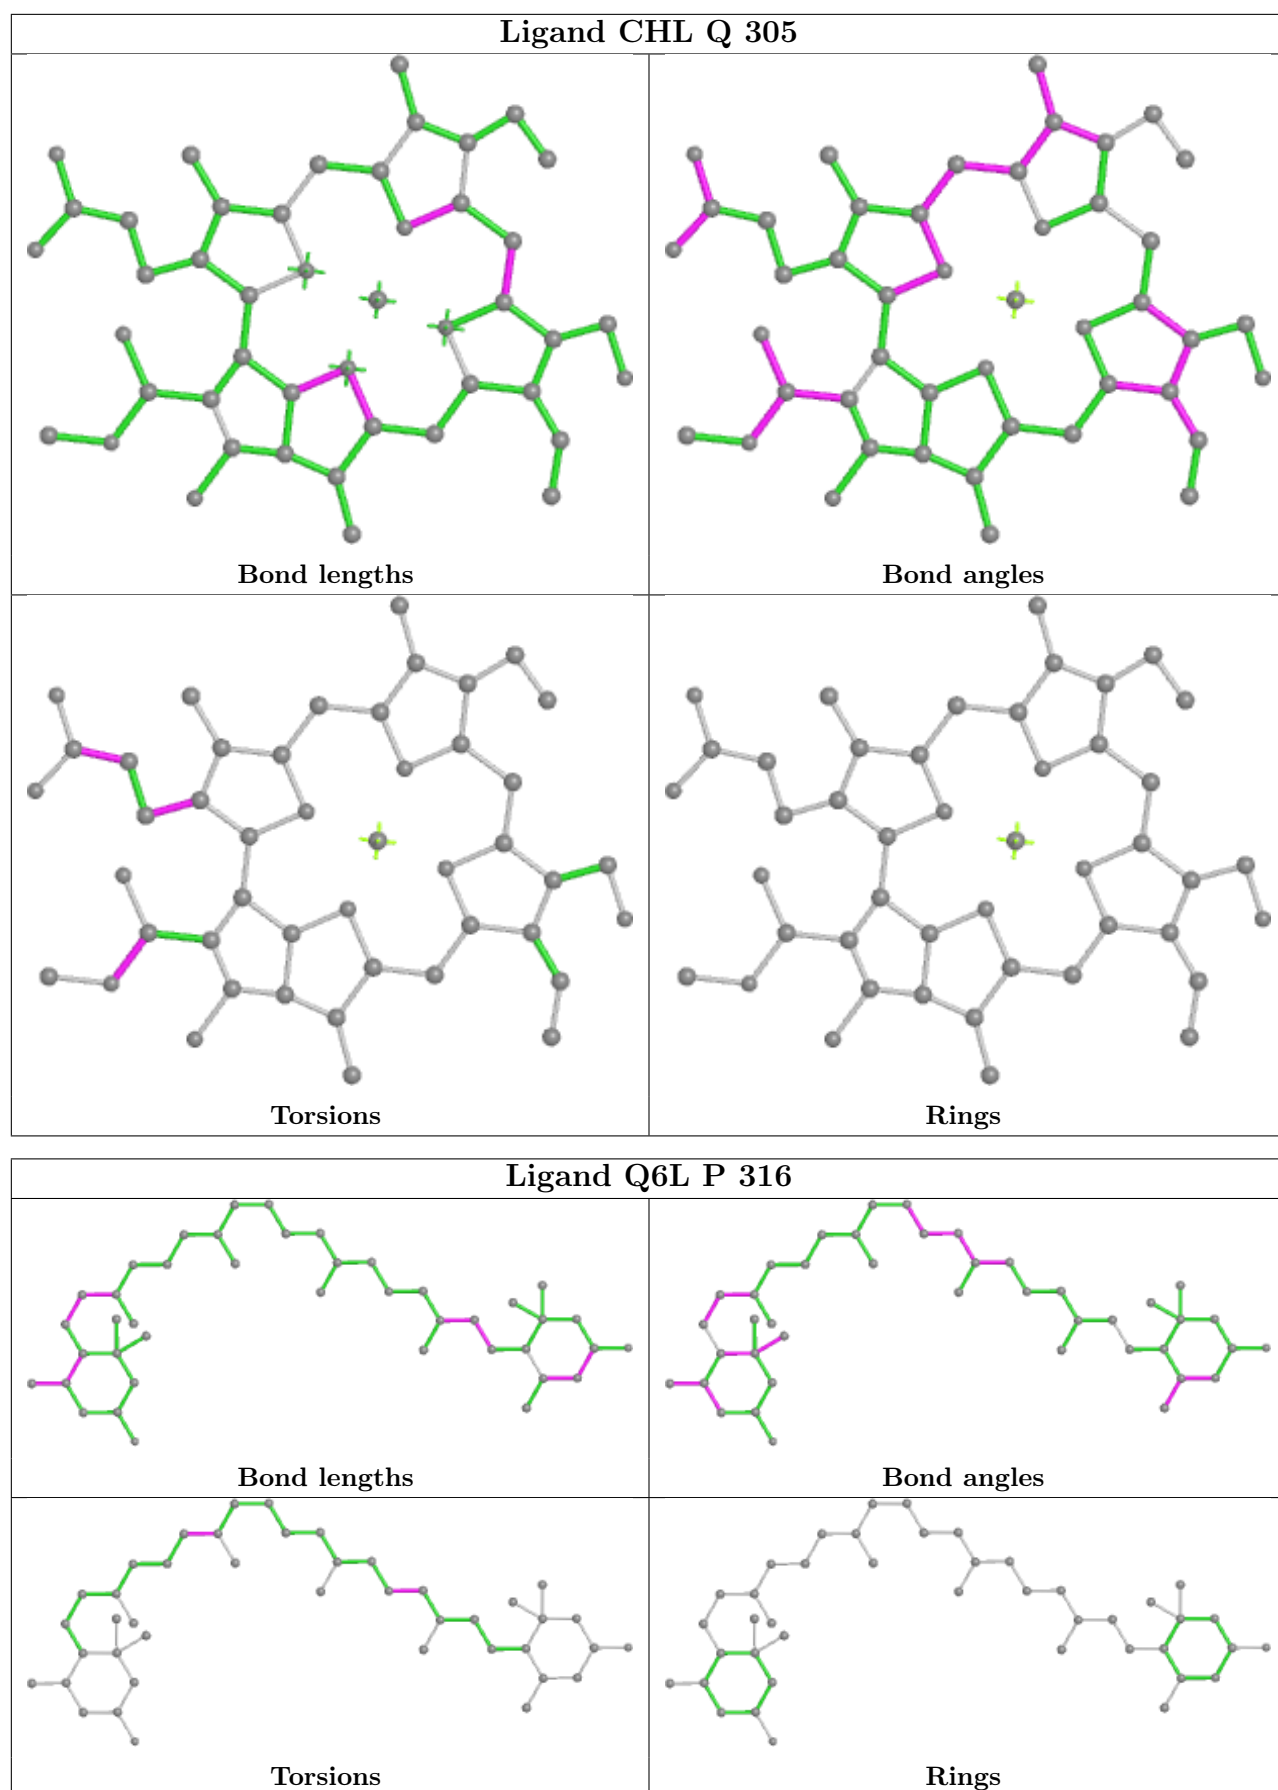 Ligand CHL Q 305
Bond lengths
Bond angles
Torsions
Rings
Ligand Q6L P 316
Bond lengths
Bond angles
Torsions
Rings